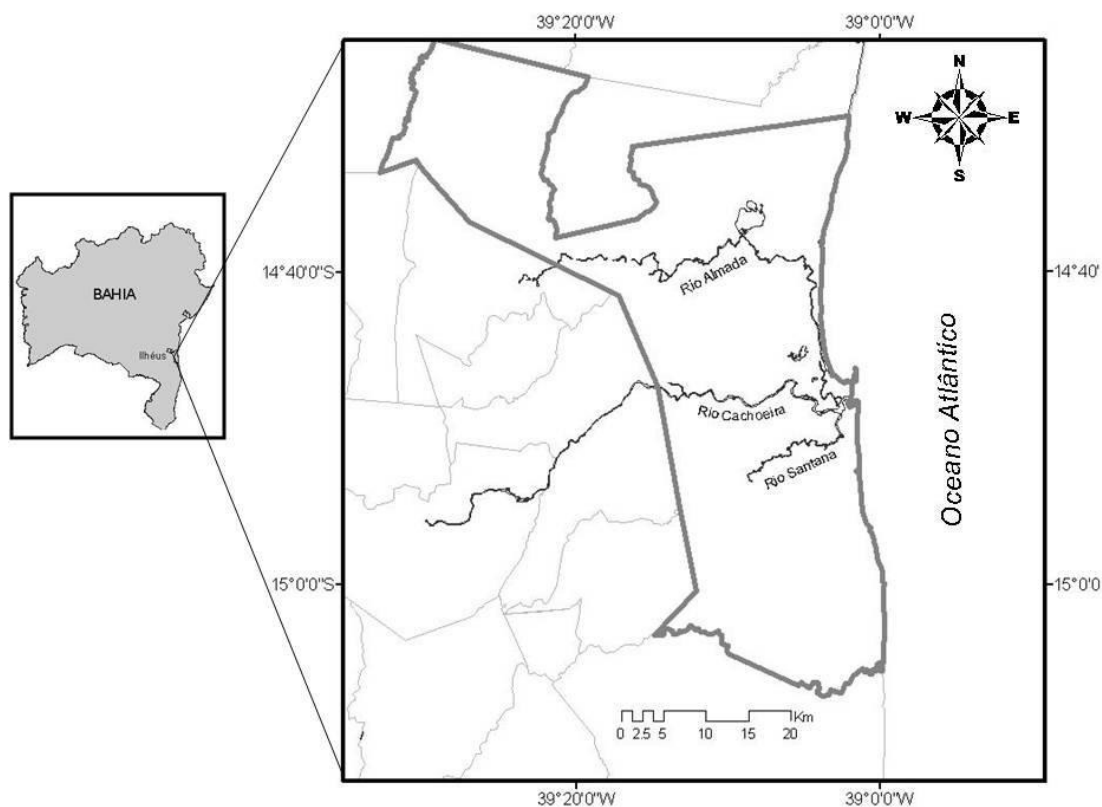 39°20'0"W
39°0'0"W
N
W
E
S
14°40'0"S
14°40'
BAHIA
Ilhéus
Rio Almada
Rio Cachoeira
Rio Santana
Oceano Atlântico
15°0'0"S
15°0'0
Km
0 2.5 5 10 15 20
39°20'0"W
39°0'0"W